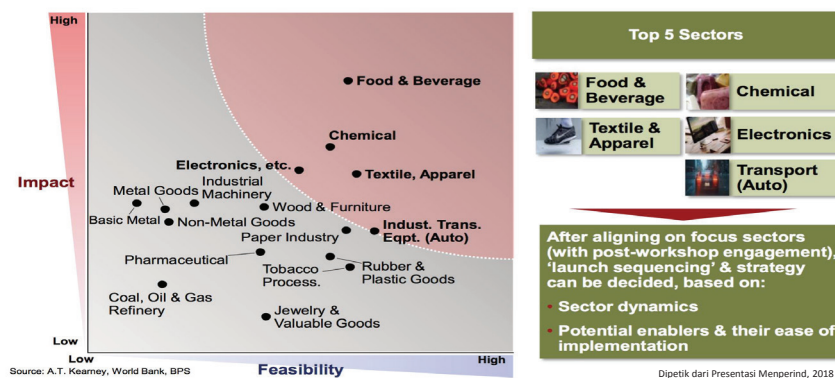 High
Impact
Low
Food & Beverage
Chemical
Electronics, etc.
Textile, Apparel
Metal Goods
Industrial
Machinery
Basic Metal
Non-Metal Goods
Wood & Furniture
Paper Industry
Indust. Trans.
Eqpt. (Auto)
Pharmaceutical
Tobacco
Process.
Rubber &
Plastic Goods
Coal, Oil & Gas
Refinery
Jewelry &
Valuable Goods
Low
Feasibility
High
Source: A.T. Kearney, World Bank, BPS
Top 5 Sectors
Food &
Beverage
Chemical
Textile &
Apparel
Electronics
Transport
(Auto)
After aligning on focus sectors
(with post-workshop engagement),
‘launch sequencing’ & strategy
can be decided, based on:
• Sector dynamics
• Potential enablers & their ease of
implementation
Dipetik dari Presentasi Menperind, 2018